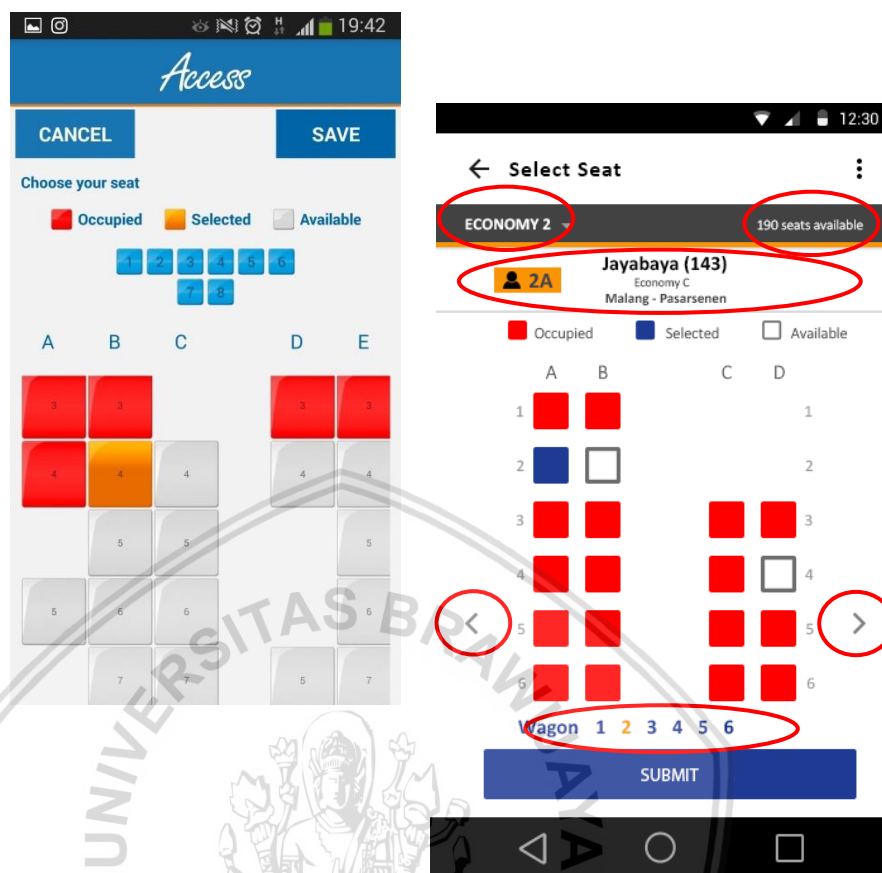 19:42
Access
CANCEL SAVE
Choose your seat
Occupied Selected Available
1 2 3 4 5 6
7 8
A B C D E
3 3 3 3
4 4 4 4 4
5 5 5
5 6 6 6
7 7 5 7
12:30
Select Seat
ECONOMY 2 190 seats available
2A
Jayabaya (143)
Economy C
Malang - Pasarsenen
Occupied Selected Available
A B C D
1 1
2 2
3 3
4 4
5 5
6 6
Wagon 1 2 3 4 5 6
SUBMIT
UNIVERSITAS BRAWIJAYA